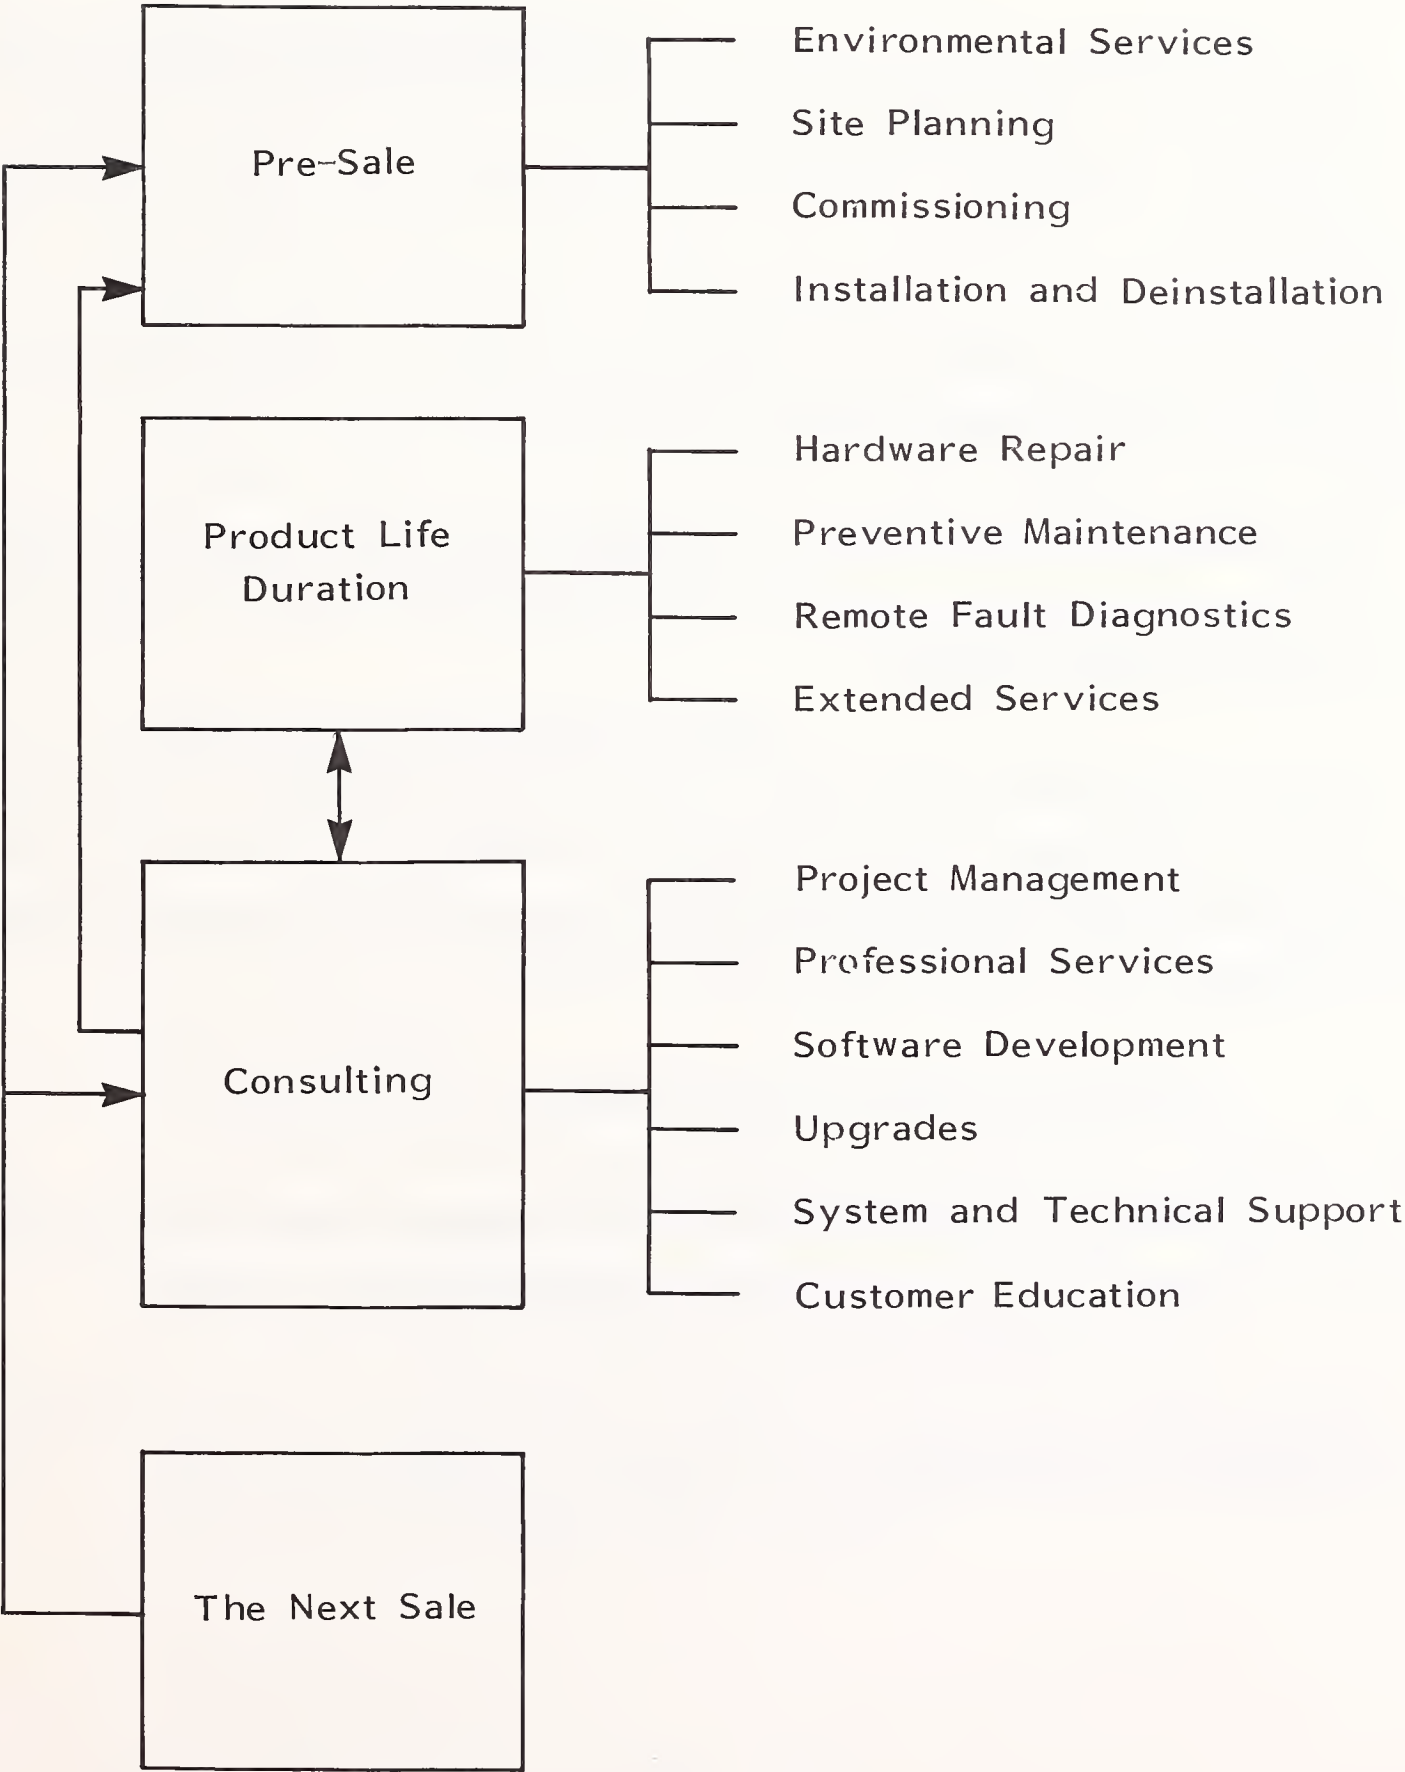 Pre-Sale
Environmental Services
Site Planning
Commissioning
Installation and Deinstallation
Product Life
Duration
Hardware Repair
Preventive Maintenance
Remote Fault Diagnostics
Extended Services
Consulting
Project Management
Professional Services
Software Development
Upgrades
System and Technical Support
Customer Education
The Next Sale